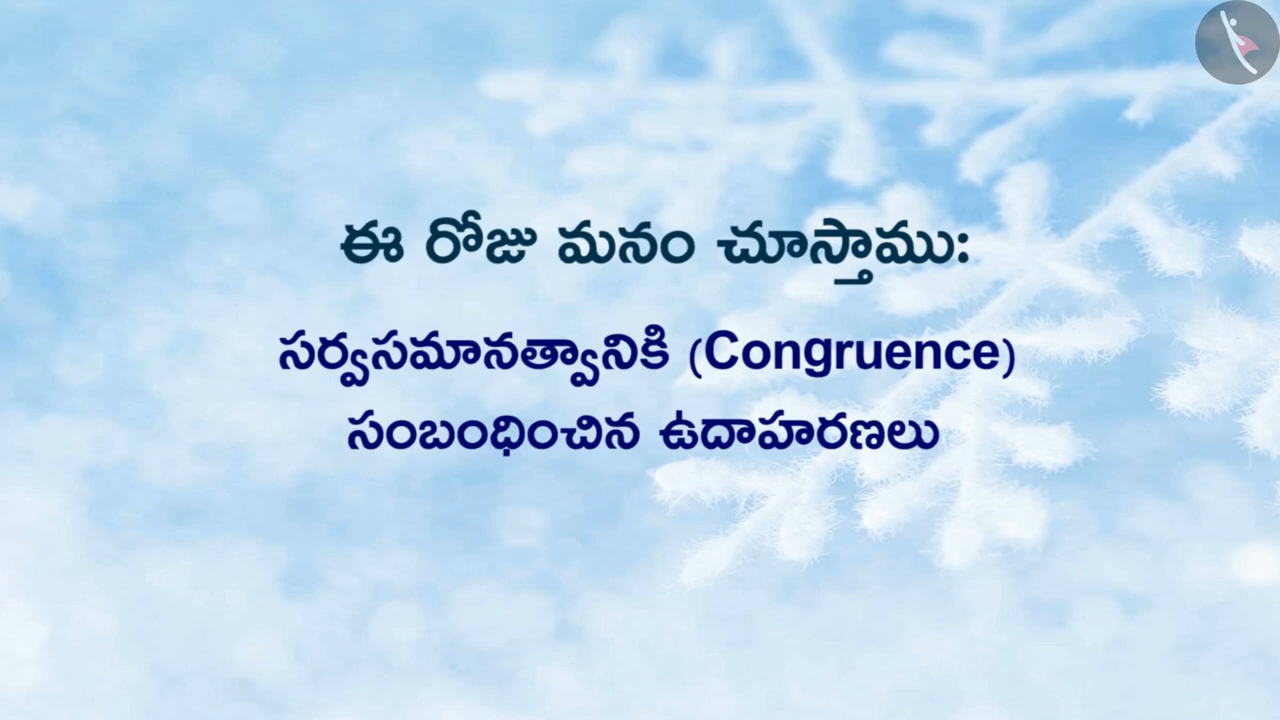 ఈ రోజు మనం చూస్తాము:
సర్వసమానత్వానికి (Congruence)
సంబంధించిన ఉదాహరణలు